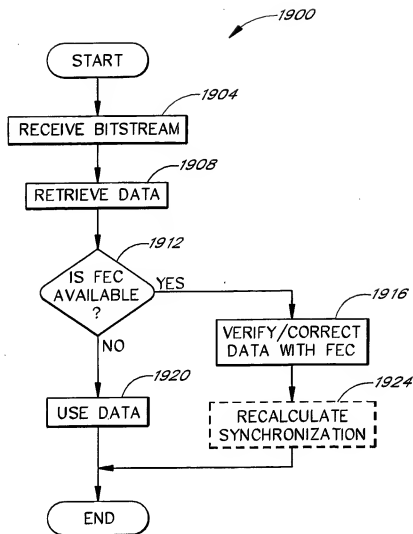 1900
START
1904
RECEIVE BITSTREAM
1908
RETRIEVE DATA
1912
IS FEC
AVAILABLE
?
YES
NO
1916
VERIFY/CORRECT
DATA WITH FEC
1920
USE DATA
1924
RECALCULATE
SYNCHRONIZATION
END